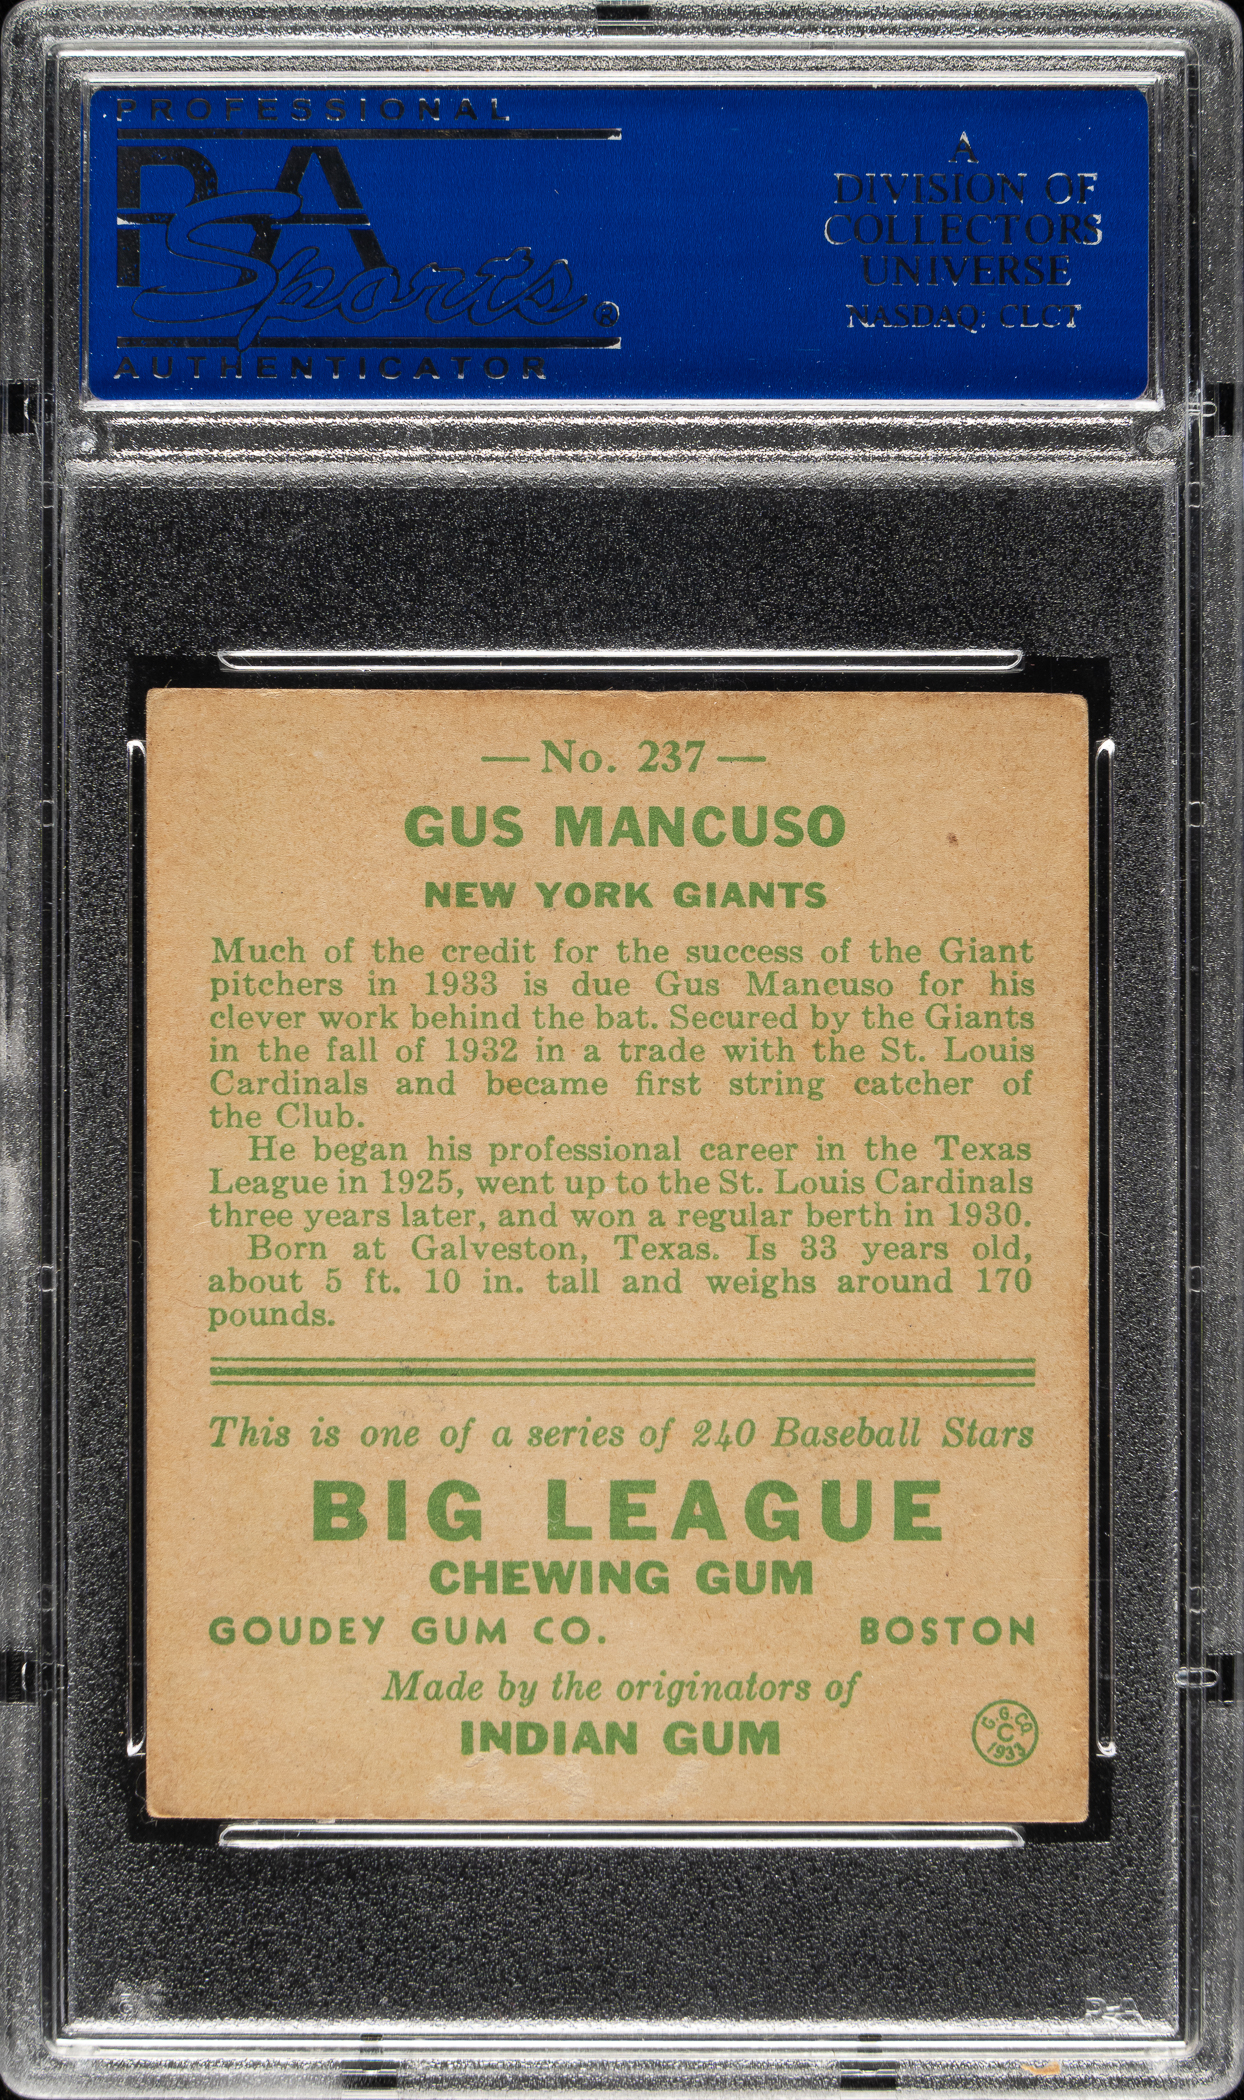 PROFESSIONAL
PSA
Sports®
AUTHENTICATOR
A
DIVISION OF
COLLECTORS
UNIVERSE
NASDAQ: CLCT
— No. 237 —
GUS MANCUSO
NEW YORK GIANTS
Much of the credit for the success of the Giant
pitchers in 1933 is due Gus Mancuso for his
clever work behind the bat. Secured by the Giants
in the fall of 1932 in a trade with the St. Louis
Cardinals and became first string catcher of
the Club.
He began his professional career in the Texas
League in 1925, went up to the St. Louis Cardinals
three years later, and won a regular berth in 1930.
Born at Galveston, Texas. Is 33 years old,
about 5 ft. 10 in. tall and weighs around 170
pounds.
This is one of a series of 240 Baseball Stars
BIG LEAGUE
CHEWING GUM
GOUDEY GUM CO. BOSTON
Made by the originators of
INDIAN GUM
G.G.CO.
C
1933
PSA